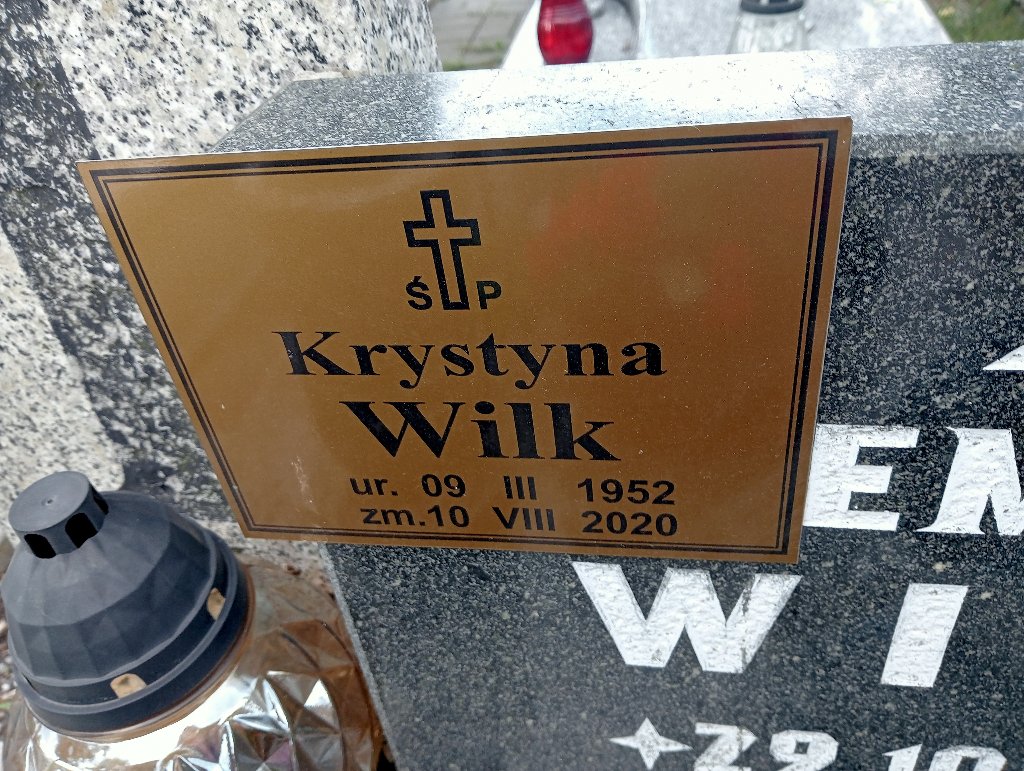 Ś P
Krystyna
Wilk
ur. 09 III 1952
zm.10 VIII 2020